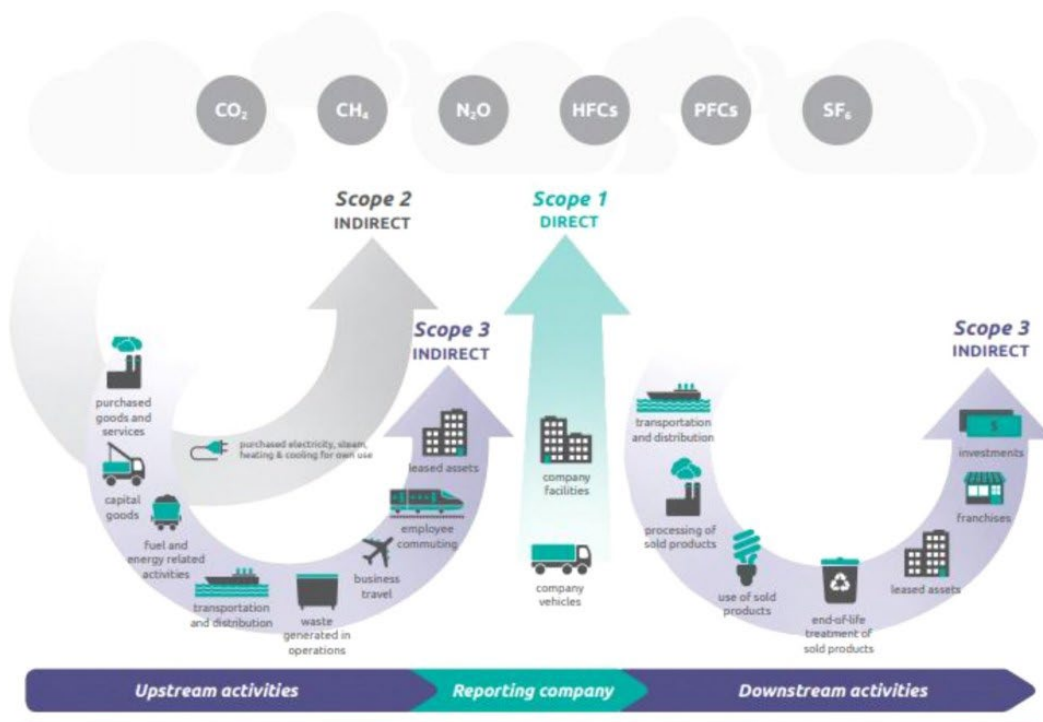 CO₂
CH₄
N₂O
HFCs
PFCs
SF₆
Scope 2
INDIRECT
Scope 1
DIRECT
Scope 3
INDIRECT
Scope 3
INDIRECT
purchased
goods and
services
capital
goods
fuel and
energy related
activities
purchased electricity, steam,
heating & cooling for own use
transportation
and distribution
waste
generated in
operations
business
travel
employee
commuting
leased assets
company
facilities
company
vehicles
transportation
and distribution
processing of
sold products
use of sold
products
end-of-life
treatment of
sold products
leased assets
franchises
investments
$
Upstream activities
Reporting company
Downstream activities